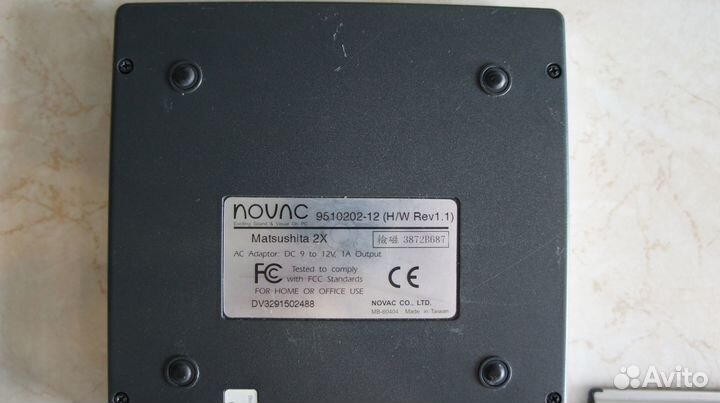 novac 9510202-12 (H/W Rev1.1)
Exciting Sound & Visual On PC
Matsushita 2X 檢磁 3872B687
AC Adaptor: DC 9 to 12V, 1A Output
FC Tested to comply
with FCC Standards
CE
FOR HOME OR OFFICE USE
DV3291502488 NOVAC CO., LTD.
MB-60404 Made in Taiwan
Avito